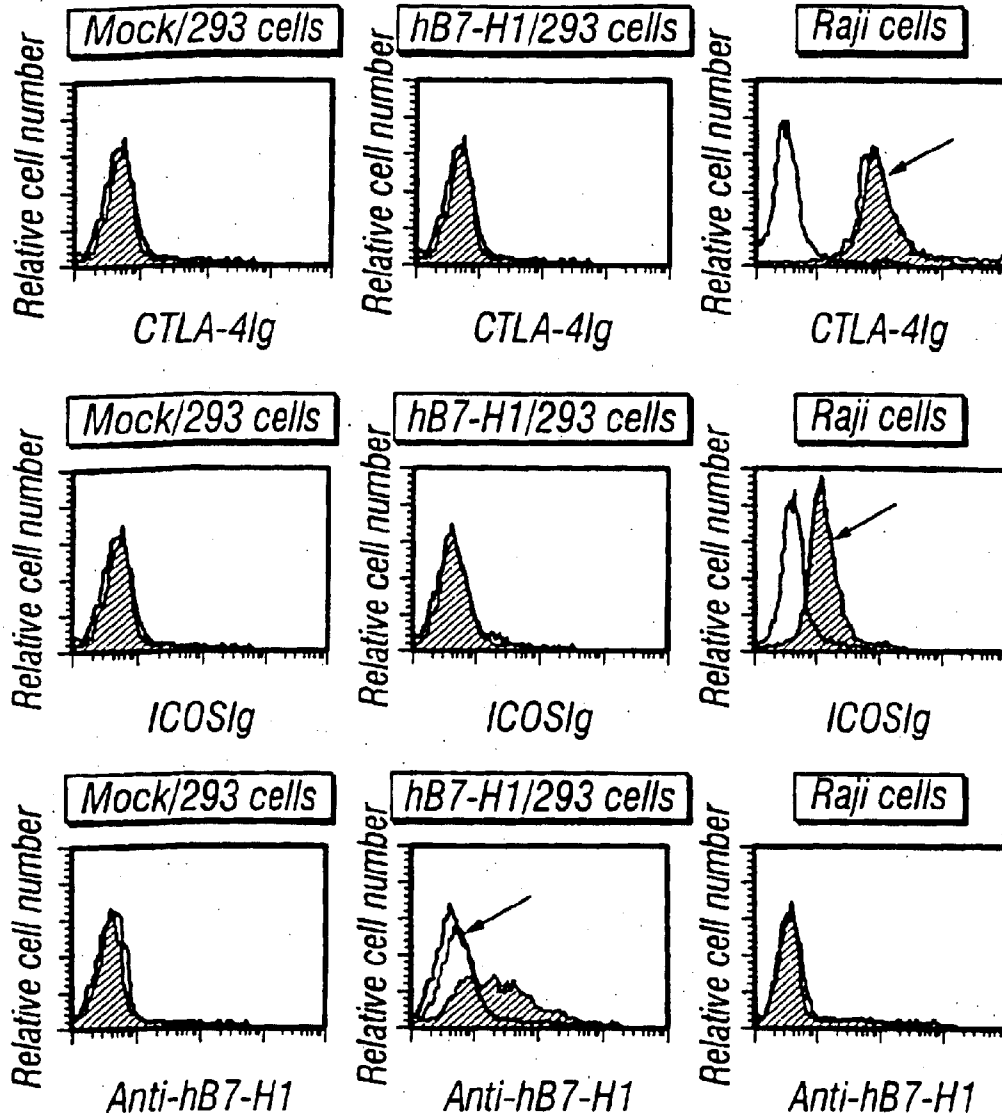 Mock/293 cells
hB7-H1/293 cells
Raji cells
Relative cell number
Relative cell number
Relative cell number
CTLA-4Ig
CTLA-4Ig
CTLA-4Ig
Mock/293 cells
hB7-H1/293 cells
Raji cells
Relative cell number
Relative cell number
Relative cell number
ICOSIg
ICOSIg
ICOSIg
Mock/293 cells
hB7-H1/293 cells
Raji cells
Relative cell number
Relative cell number
Relative cell number
Anti-hB7-H1
Anti-hB7-H1
Anti-hB7-H1